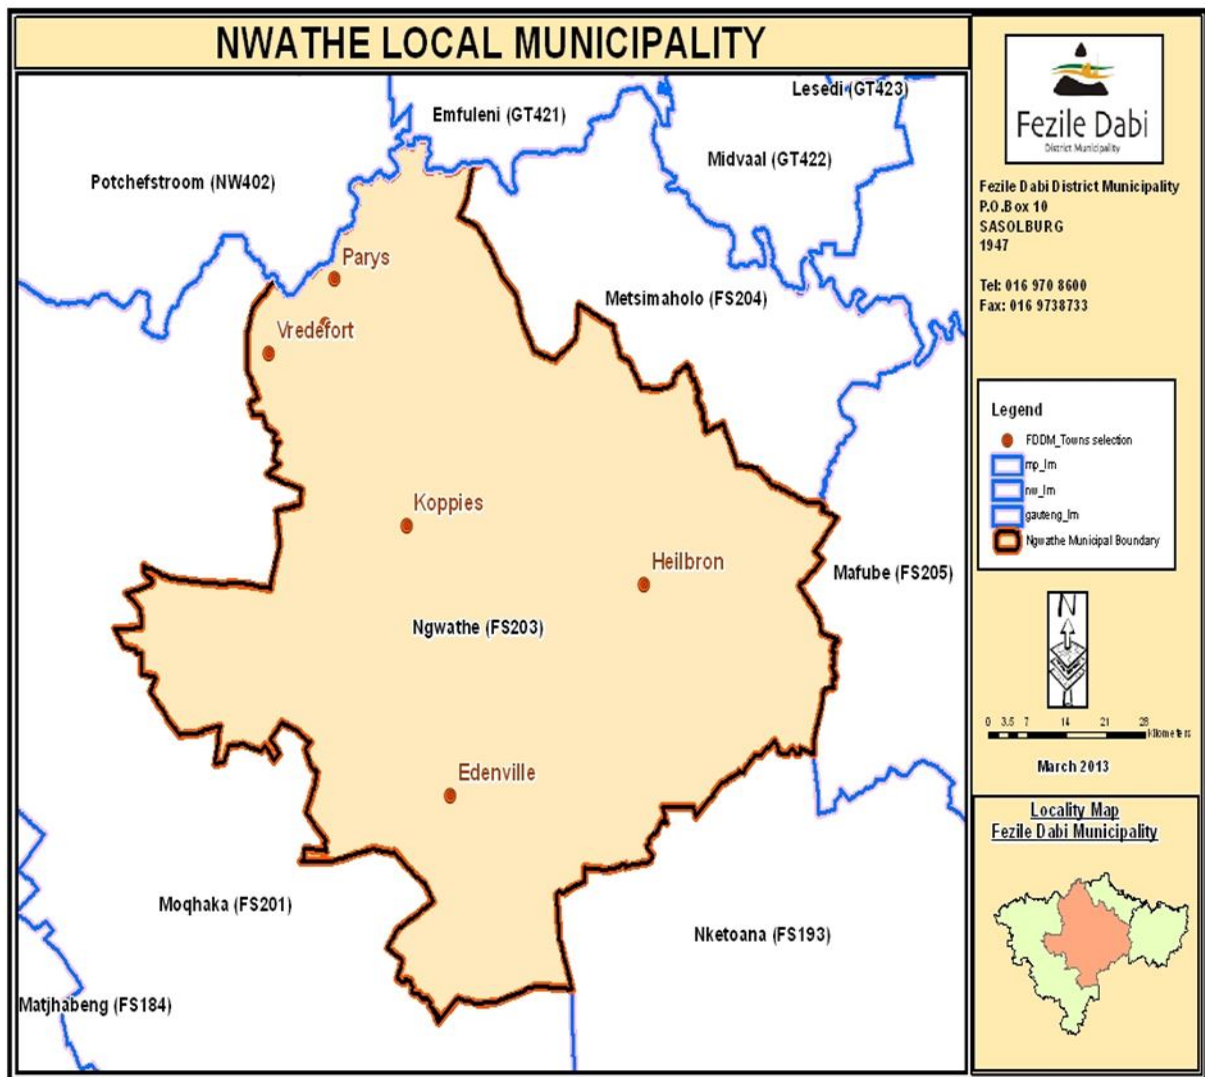 NWATHE LOCAL MUNICIPALITY
Lesedi (GT423)
Emfuleni (GT421)
Midvaal (GT422)
Potchefstroom (NW402)
Parys
Metsimaholo (FS204)
Vredefort
Koppies
Heilbron
Mafube (FS205)
Ngwathe (FS203)
Edenville
Moqhaka (FS201)
Nketoana (FS193)
Matjhabeng (FS184)
Fezile Dabi
District Municipality
Fezile Dabi District Municipality
P.O.Box 10
SASOLBURG
1947
Tel: 016 970 8600
Fax: 016 9738733
Legend
FDDM_Towns selection
mp_lm
nw_lm
gauteng_lm
Ngwathe Municipal Boundary
N
0 3.5 7 14 21 28
Kilometers
March 2013
Locality Map
Fezile Dabi Municipality